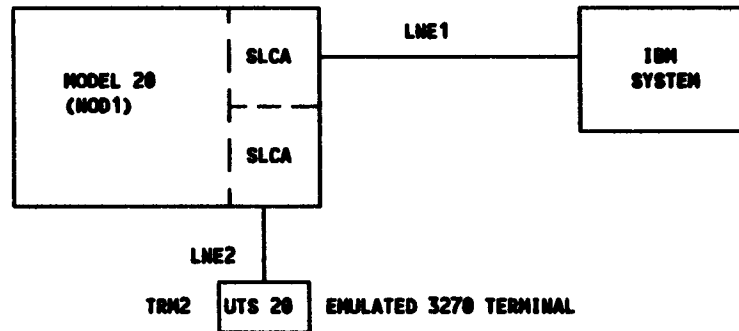 LNE1
SLCA
IBM
SYSTEM
MODEL 20
(NOD1)
SLCA
LNE2
TRM2 UTS 20 EMULATED 3270 TERMINAL